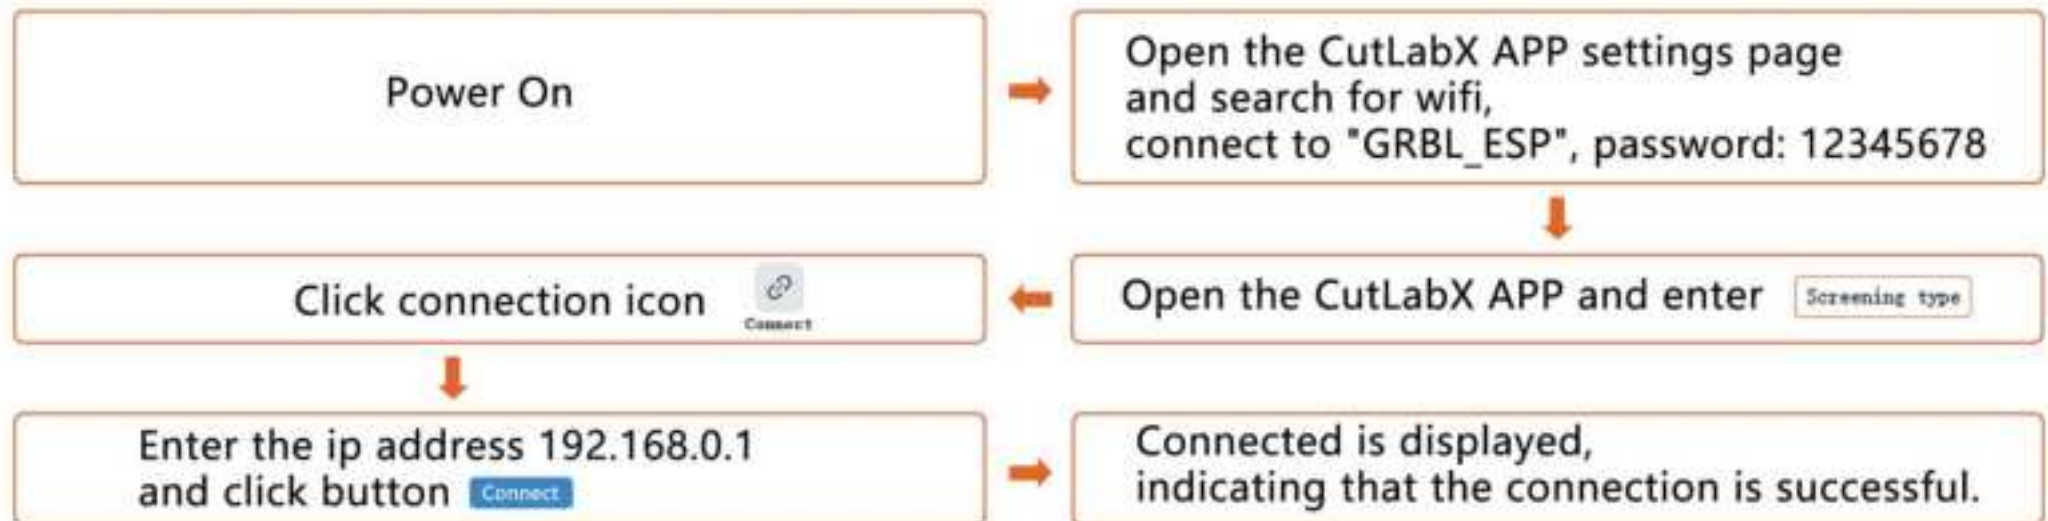 Power On
Open the CutLabX APP settings page
and search for wifi,
connect to "GRBL_ESP", password: 12345678
Open the CutLabX APP and enter Screening type
Click connection icon
Connect
Enter the ip address 192.168.0.1
and click button Connect
Connected is displayed,
indicating that the connection is successful.